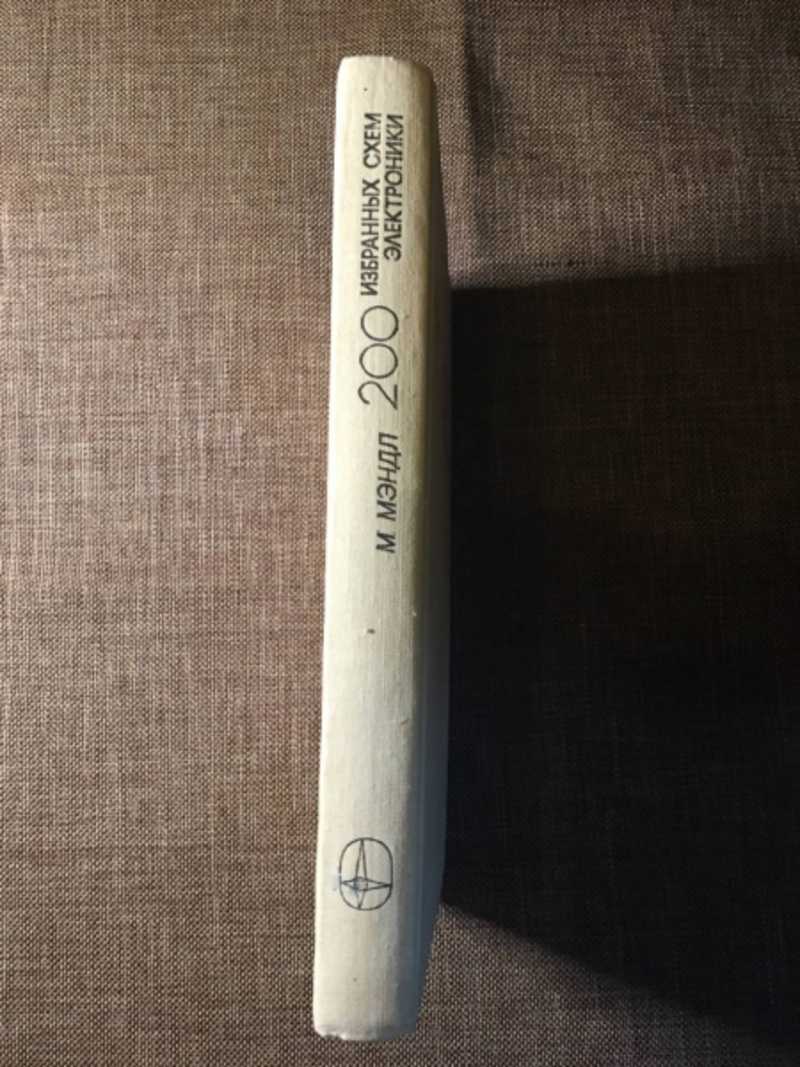 М МЭНДЛ
200
ИЗБРАННЫХ СХЕМ
ЭЛЕКТРОНИКИ